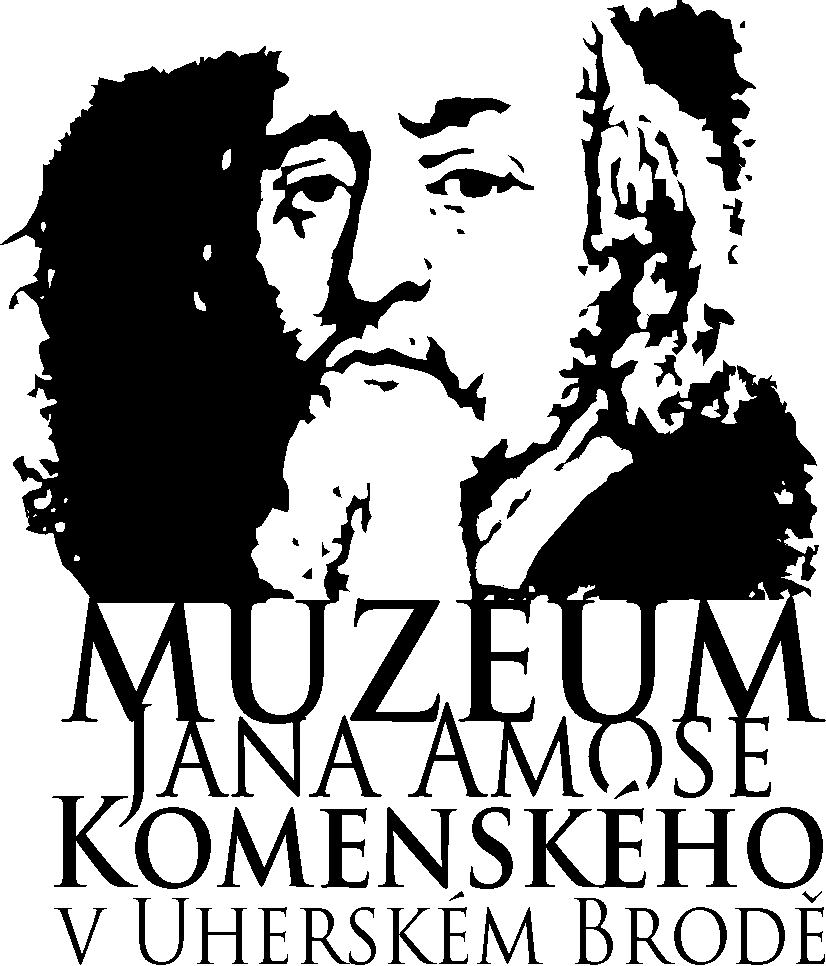 MUZEUM
JANA AMOSE
KOMENSKÉHO
V UHERSKÉM BRODĚ